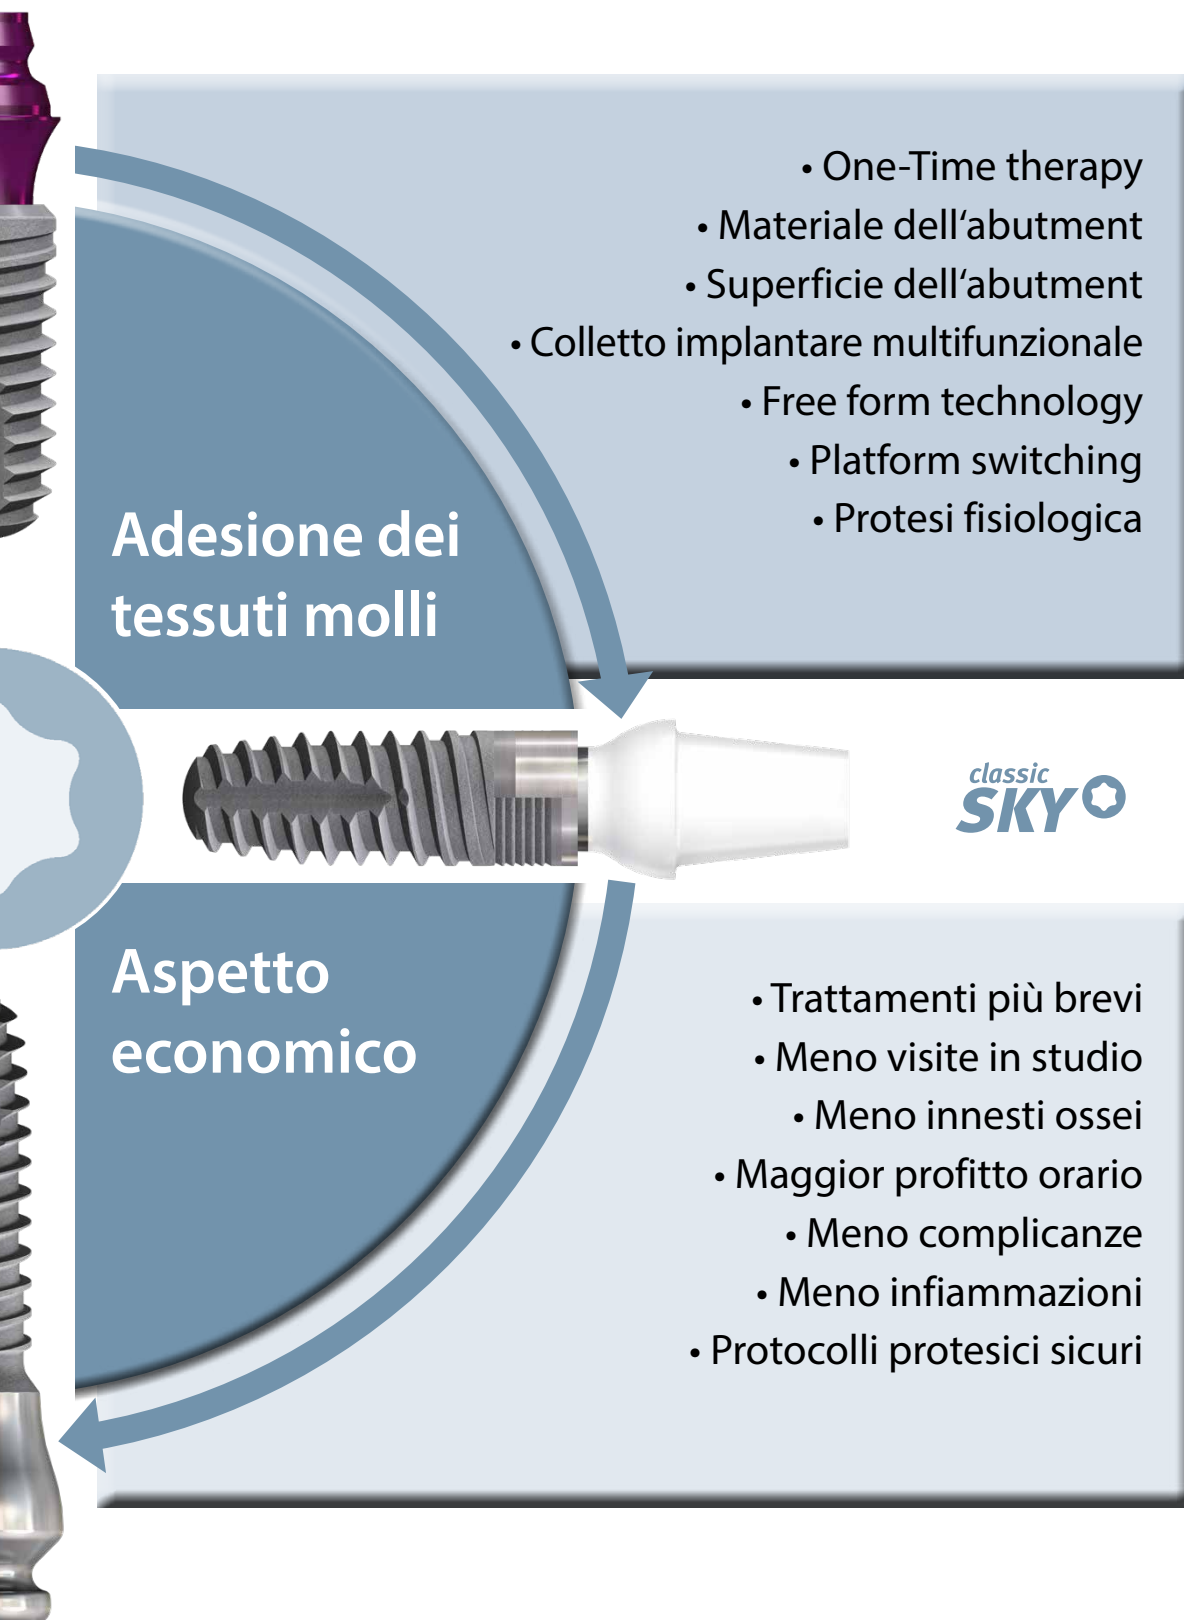 • One-Time therapy
• Materiale dell‘abutment
• Superficie dell‘abutment
• Colletto implantare multifunzionale
• Free form technology
• Platform switching
• Protesi fisiologica
Adesione dei
tessuti molli
classic
SKY
Aspetto
economico
• Trattamenti più brevi
• Meno visite in studio
• Meno innesti ossei
• Maggior profitto orario
• Meno complicanze
• Meno infiammazioni
• Protocolli protesici sicuri